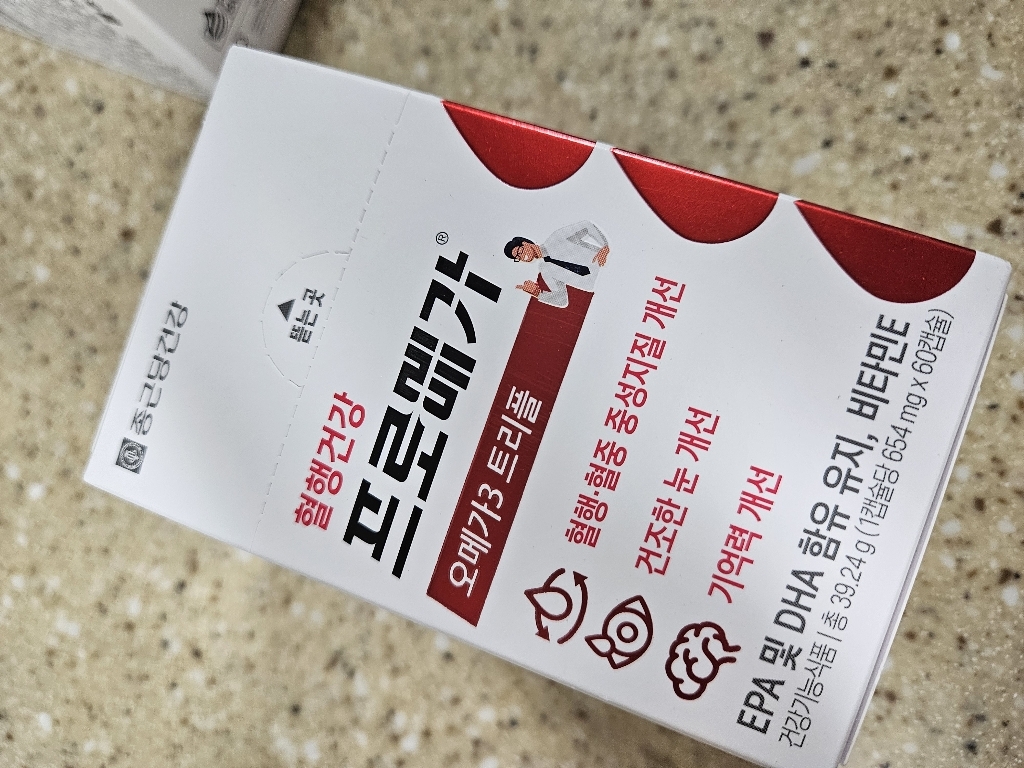 종근당건강
뜯는곳
혈행건강
프로메가®
오메가3 트리플
혈행·혈중 중성지질 개선
건조한 눈 개선
기억력 개선
EPA 및 DHA 함유 유지, 비타민E
건강기능식품 | 총 39.24 g (1캡슐당 654 mg x 60캡슐)